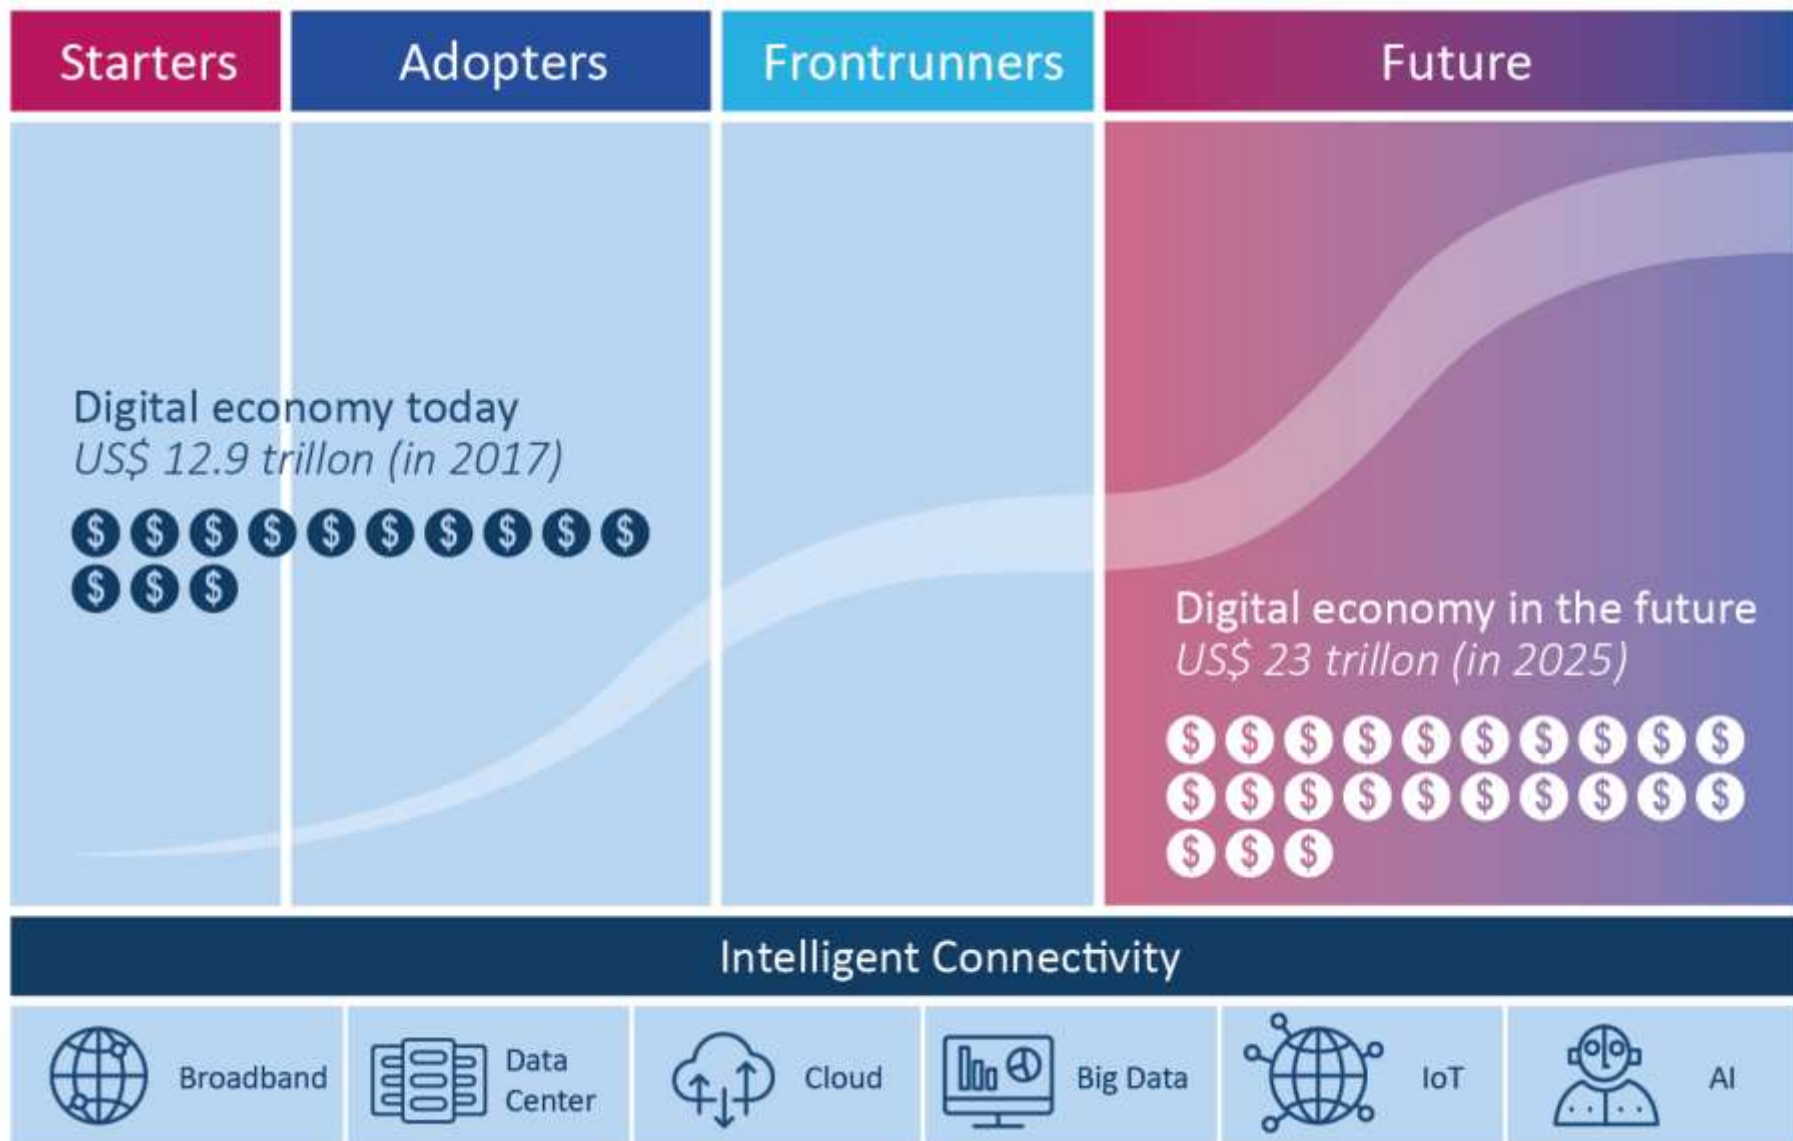 Starters
Adopters
Frontrunners
Future
Digital economy today
US$ 12.9 trillon (in 2017)
$ $ $ $ $ $ $ $ $ $
$ $ $
Digital economy in the future
US$ 23 trillon (in 2025)
$ $ $ $ $ $ $ $ $ $
$ $ $ $ $ $ $ $ $ $
$ $ $
Intelligent Connectivity
Broadband
Data
Center
Cloud
Big Data
IoT
AI